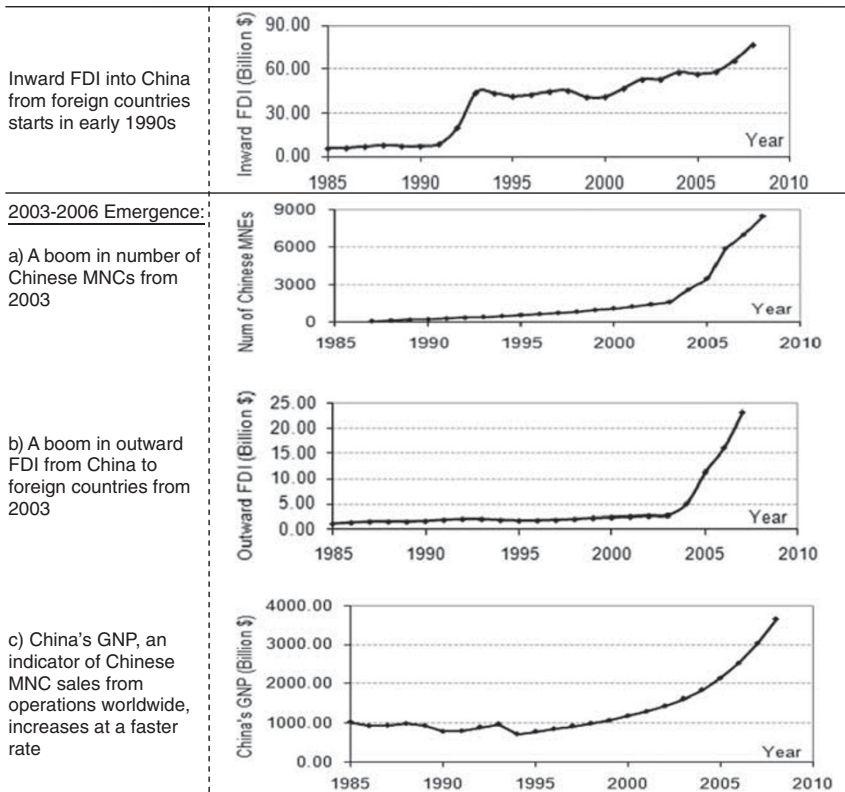 Inward FDI into China
from foreign countries
starts in early 1990s
Inward FDI (Billion $)
90.00
60.00
30.00
0.00
Year
1985 1990 1995 2000 2005 2010
2003-2006 Emergence:
a) A boom in number of
Chinese MNCs from
2003
Num of Chinese MNEs
9000
6000
3000
0
Year
1985 1990 1995 2000 2005 2010
b) A boom in outward
FDI from China to
foreign countries from
2003
Outward FDI (Billion $)
25.00
20.00
15.00
10.00
5.00
0.00
Year
1985 1990 1995 2000 2005 2010
c) China's GNP, an
indicator of Chinese
MNC sales from
operations worldwide,
increases at a faster
rate
China's GNP (Billion $)
4000.00
3000.00
2000.00
1000.00
0.00
Year
1985 1990 1995 2000 2005 2010